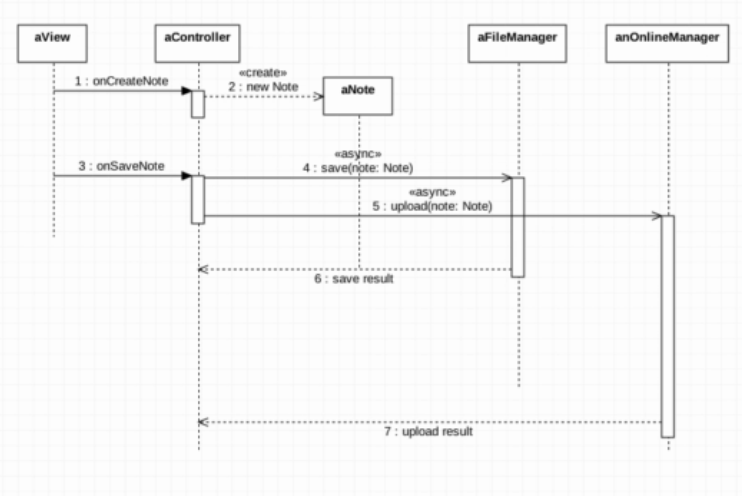 aView
aController
aFileManager
anOnlineManager
1 : onCreateNote
«create»
2 : new Note
aNote
3 : onSaveNote
«async»
4 : save(note: Note)
«async»
5 : upload(note: Note)
6 : save result
7 : upload result